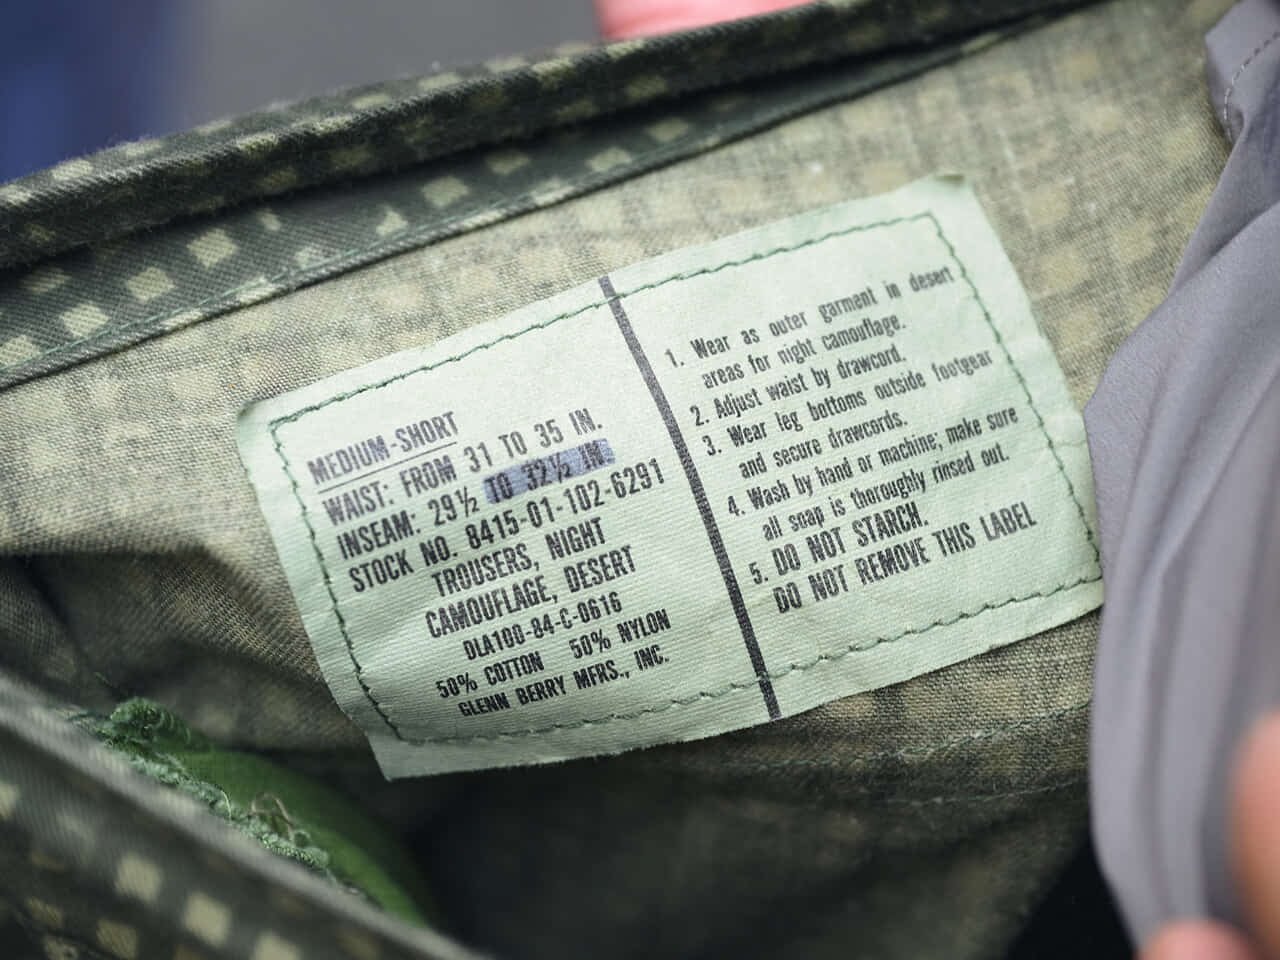 MEDIUM-SHORT
WAIST: FROM 31 TO 35 IN.
INSEAM: 29½ TO 32½ IN.
STOCK NO. 8415-01-102-6291
TROUSERS, NIGHT
CAMOUFLAGE, DESERT
DLA100-84-C-0616
50% COTTON 50% NYLON
GLENN BERRY MFRS., INC.
1. Wear as outer garment in desert
areas for night camouflage.
2. Adjust waist by drawcord.
3. Wear leg bottoms outside footgear
and secure drawcords.
4. Wash by hand or machine; make sure
all soap is thoroughly rinsed out.
5. DO NOT STARCH.
DO NOT REMOVE THIS LABEL